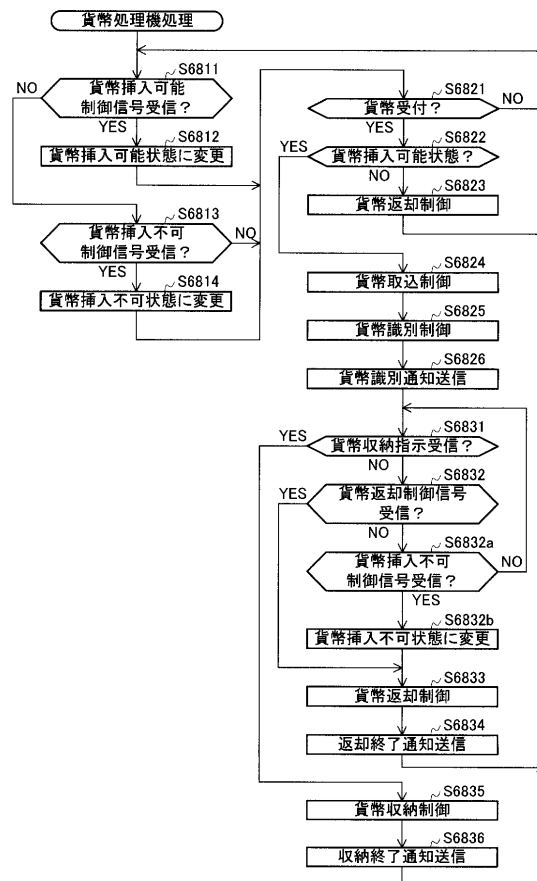 貨幣処理機処理
S6811
NO
貨幣挿入可能
制御信号受信？
YES
S6812
貨幣挿入可能状態に変更
S6813
貨幣挿入不可
制御信号受信？
NO
YES
S6814
貨幣挿入不可状態に変更
S6821
貨幣受付？
NO
YES
S6822
YES
貨幣挿入可能状態？
NO
S6823
貨幣返却制御
S6824
貨幣取込制御
S6825
貨幣識別制御
S6826
貨幣識別通知送信
S6831
YES
貨幣収納指示受信？
NO
S6832
YES
貨幣返却制御信号
受信？
NO
S6832a
貨幣挿入不可
制御信号受信？
NO
YES
S6832b
貨幣挿入不可状態に変更
S6833
貨幣返却制御
S6834
返却終了通知送信
S6835
貨幣収納制御
S6836
収納終了通知送信